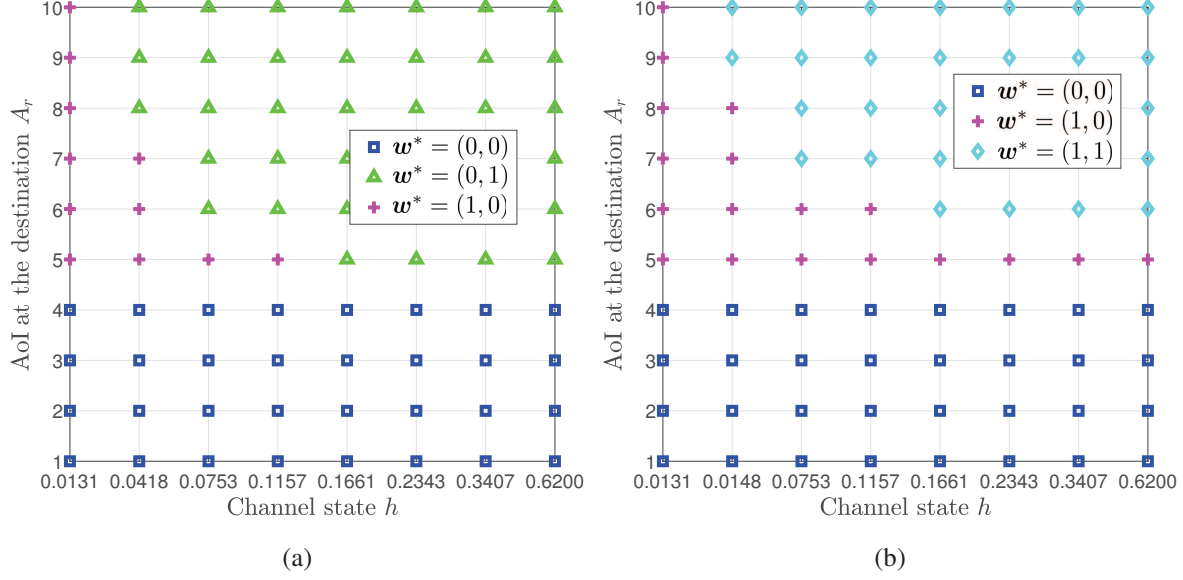 10
9
8
7
6
5
4
3
2
1
AoI at the destination A_r
w* = (0, 0)
w* = (0, 1)
w* = (1, 0)
0.0131 0.0418 0.0753 0.1157 0.1661 0.2343 0.3407 0.6200
Channel state h
(a)
10
9
8
7
6
5
4
3
2
1
AoI at the destination A_r
w* = (0, 0)
w* = (1, 0)
w* = (1, 1)
0.0131 0.0148 0.0753 0.1157 0.1661 0.2343 0.3407 0.6200
Channel state h
(b)